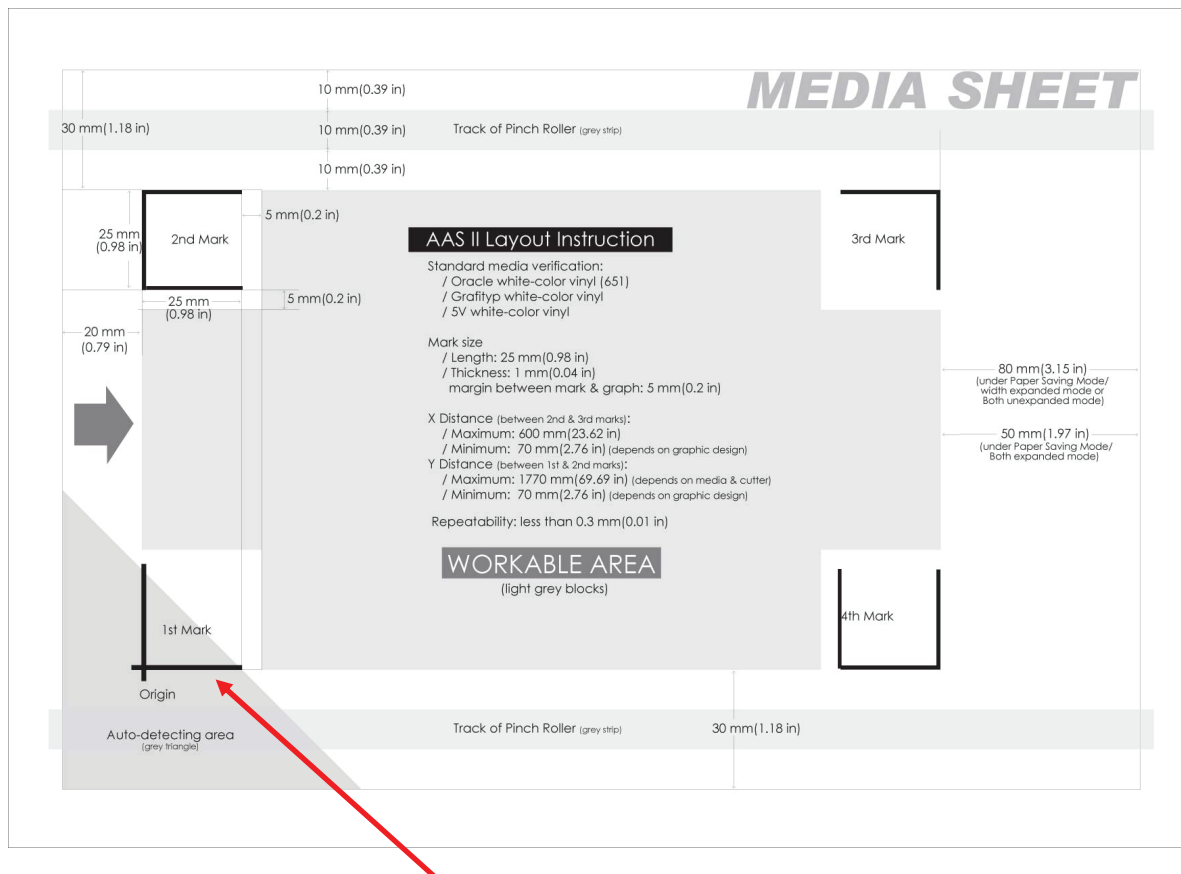 MEDIA SHEET
10 mm(0.39 in)
30 mm(1.18 in)
10 mm(0.39 in)
Track of Pinch Roller (grey strip)
10 mm(0.39 in)
5 mm(0.2 in)
25 mm
(0.98 in)
2nd Mark
25 mm
(0.98 in)
5 mm(0.2 in)
20 mm
(0.79 in)
AAS II Layout Instruction
Standard media verification:
/ Oracle white-color vinyl (651)
/ Grafityp white-color vinyl
/ 5V white-color vinyl
Mark size
/ Length: 25 mm(0.98 in)
/ Thickness: 1 mm(0.04 in)
margin between mark & graph: 5 mm(0.2 in)
X Distance (between 2nd & 3rd marks):
/ Maximum: 600 mm(23.62 in)
/ Minimum: 70 mm(2.76 in) (depends on graphic design)
Y Distance (between 1st & 2nd marks):
/ Maximum: 1770 mm(69.69 in) (depends on media & cutter)
/ Minimum: 70 mm(2.76 in) (depends on graphic design)
Repeatability: less than 0.3 mm(0.01 in)
WORKABLE AREA
(light grey blocks)
3rd Mark
80 mm(3.15 in)
(under Paper Saving Mode/
width expanded mode or
Both unexpanded mode)
50 mm(1.97 in)
(under Paper Saving Mode/
Both expanded mode)
1st Mark
4th Mark
Origin
Auto-detecting area
(grey triangle)
Track of Pinch Roller (grey strip)
30 mm(1.18 in)